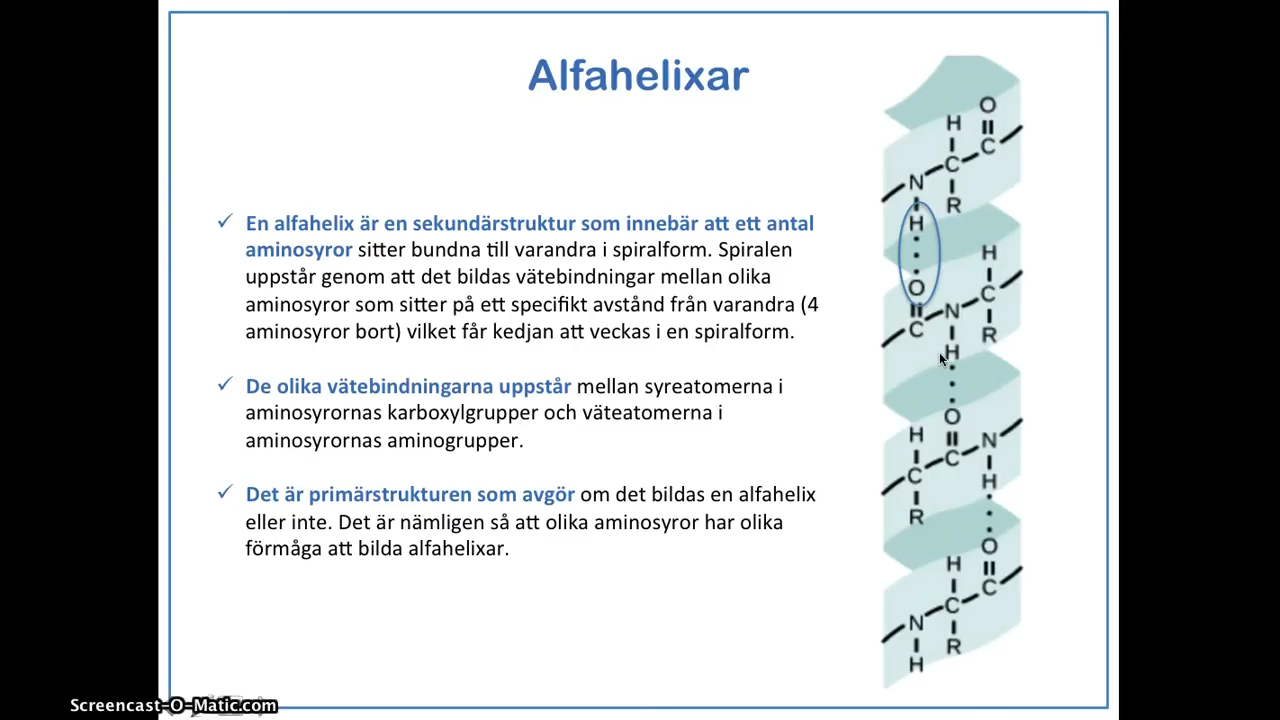 Alfahelixar
En alfahelix är en sekundärstruktur som innebär att ett antal
aminosyror sitter bundna till varandra i spiralform. Spiralen
uppstår genom att det bildas vätebindningar mellan olika
aminosyror som sitter på ett specifikt avstånd från varandra (4
aminosyror bort) vilket får kedjan att veckas i en spiralform.
De olika vätebindningarna uppstår mellan syreatomerna i
aminosyrornas karboxylgrupper och väteatomerna i
aminosyrornas aminogrupper.
Det är primärstrukturen som avgör om det bildas en alfahelix
eller inte. Det är nämligen så att olika aminosyror har olika
förmåga att bilda alfahelixar.
O
H
C
C
N
R
H
H
O
N
C
C
R
H
O
H
N
C
C
H
R
O
H
C
C
N
R
H
Screencast-O-Matic.com